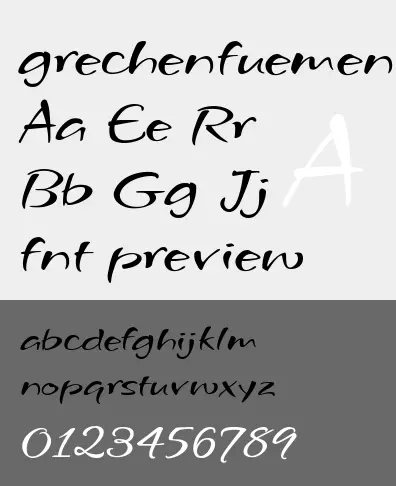 grechenfuemen
Aa Ee Rr
Bb Gg Jj A
fnt preview
abcdefghijklm
nopqrstuvwxyz
0123456789